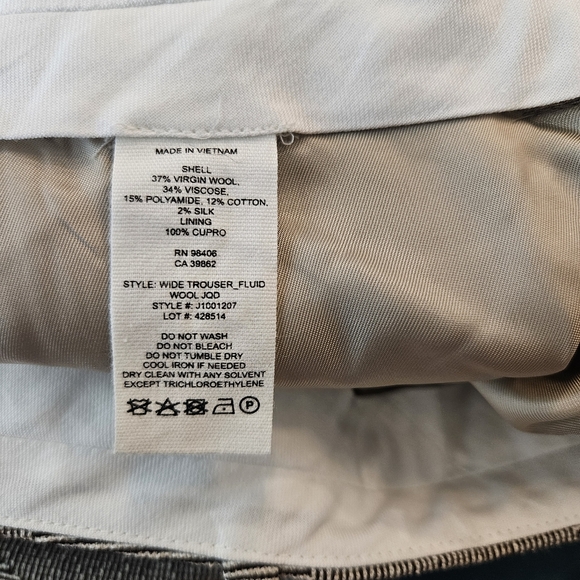 MADE IN VIETNAM
SHELL
37% VIRGIN WOOL,
34% VISCOSE,
15% POLYAMIDE, 12% COTTON,
2% SILK
LINING
100% CUPRO
RN 98406
CA 39862
STYLE: WIDE TROUSER_FLUID
WOOL JQD
STYLE #: J1001207
LOT #: 428514
DO NOT WASH
DO NOT BLEACH
DO NOT TUMBLE DRY
COOL IRON IF NEEDED
DRY CLEAN WITH ANY SOLVENT
EXCEPT TRICHLOROETHYLENE
P